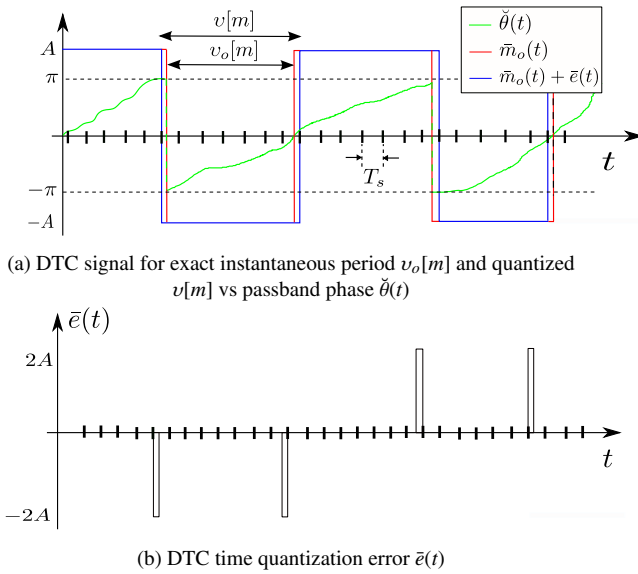 υ[m]
υₒ[m]
θ̆(t)
m̄ₒ(t)
m̄ₒ(t) + ē(t)
A
π
−π
−A
Tₛ
t
(a) DTC signal for exact instantaneous period υₒ[m] and quantized
υ[m] vs passband phase θ̆(t)
ē(t)
2A
−2A
t
(b) DTC time quantization error ē(t)